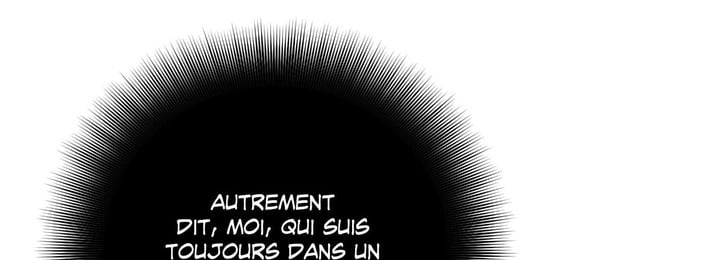 AUTREMENT
DIT, MOI, QUI SUIS
TOUJOURS DANS UN